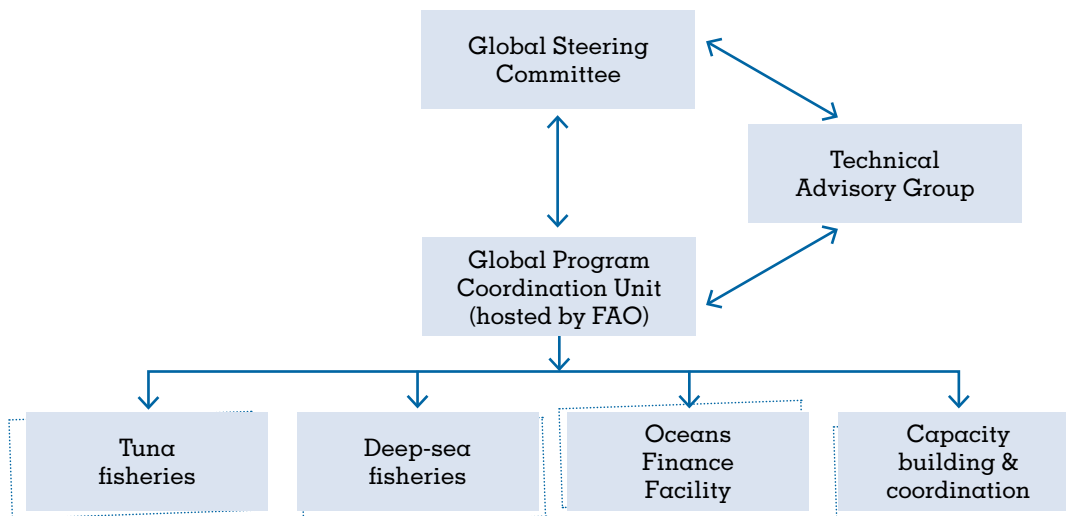 Global Steering
Committee
Technical
Advisory Group
Global Program
Coordination Unit
(hosted by FAO)
Tuna
fisheries
Deep-sea
fisheries
Oceans
Finance
Facility
Capacity
building &
coordination